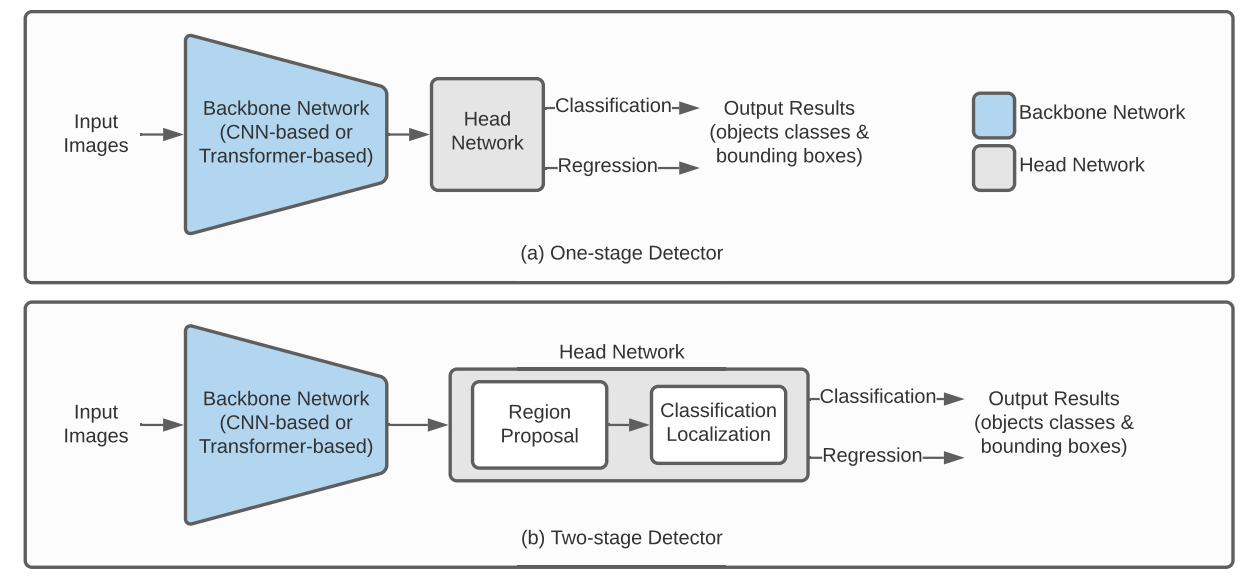 Input
Images
Backbone Network
(CNN-based or
Transformer-based)
Head
Network
Classification
Regression
Output Results
(objects classes &
bounding boxes)
Backbone Network
Head Network
(a) One-stage Detector
Input
Images
Backbone Network
(CNN-based or
Transformer-based)
Head Network
Region
Proposal
Classification
Localization
Classification
Regression
Output Results
(objects classes &
bounding boxes)
(b) Two-stage Detector